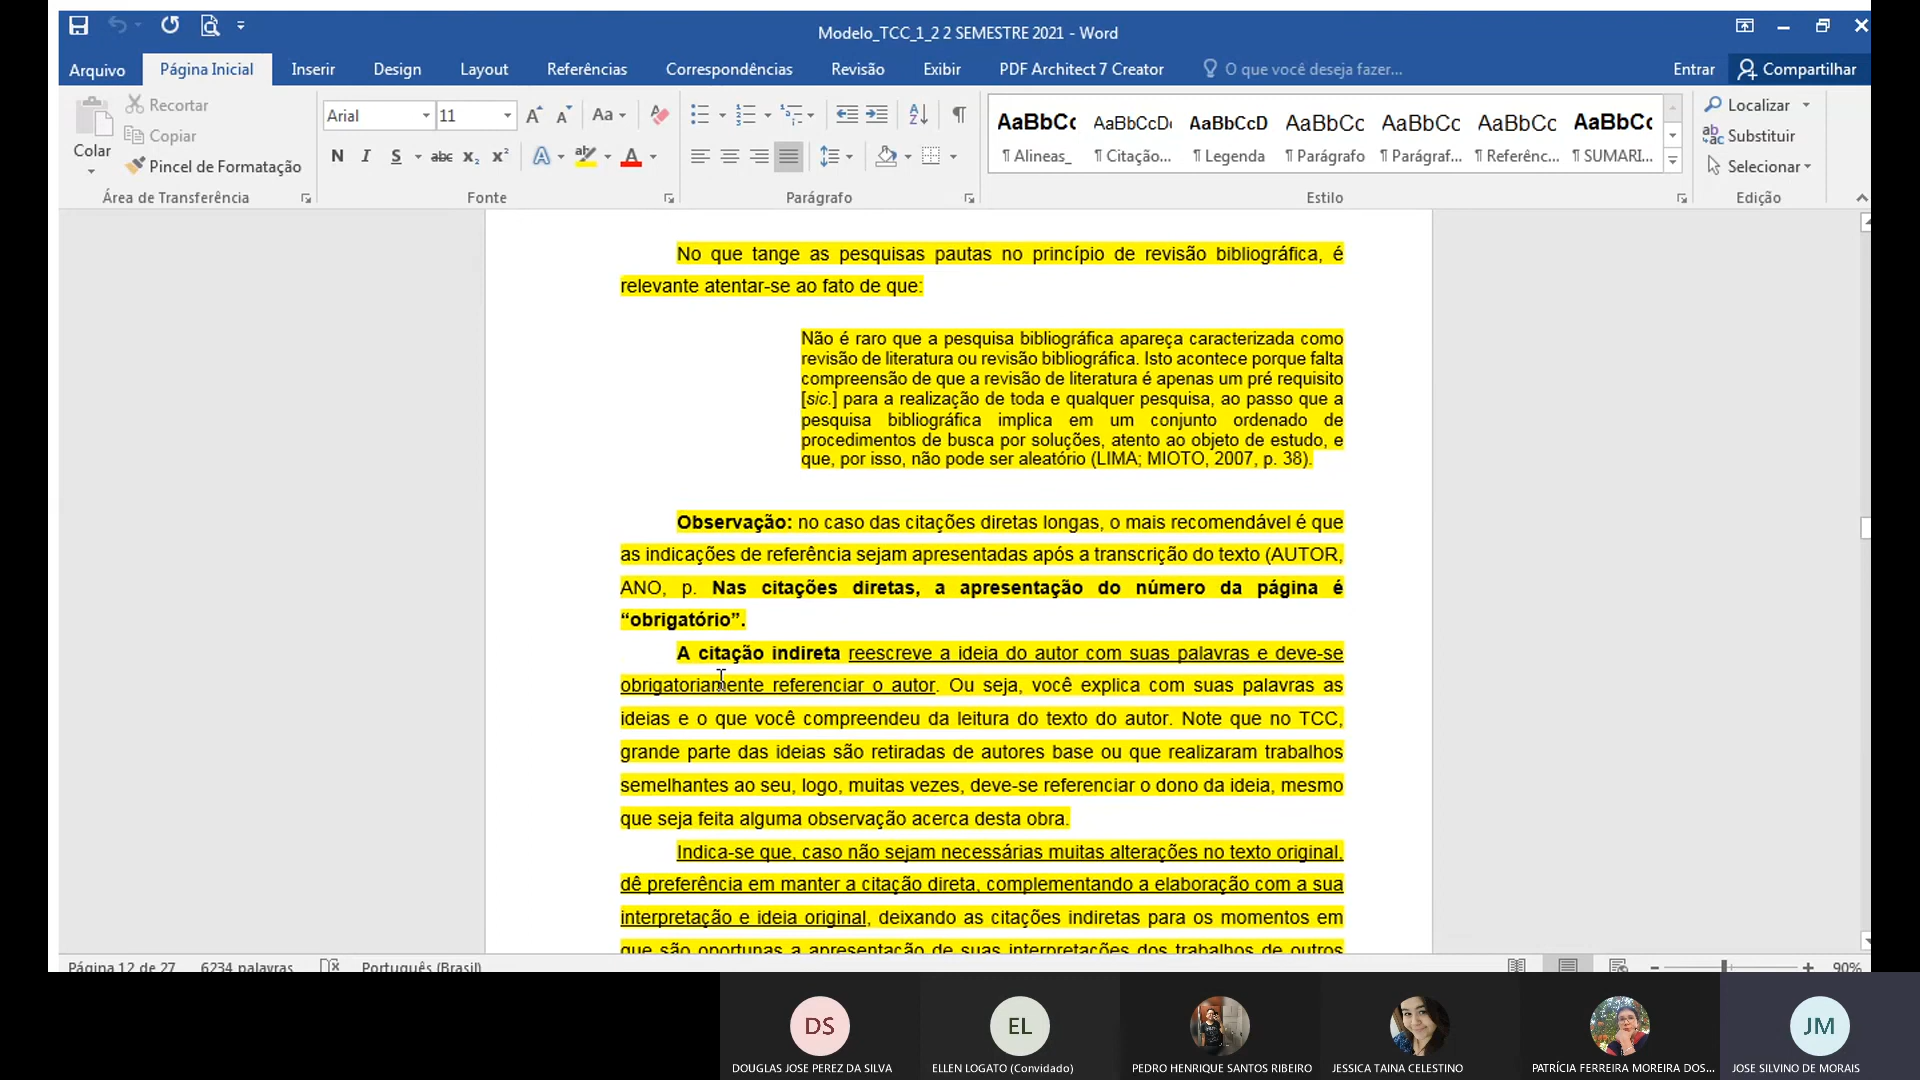 Modelo_TCC_1_2 2 SEMESTRE 2021 - Word
Arquivo Página Inicial Inserir Design Layout Referências Correspondências Revisão Exibir PDF Architect 7 Creator O que você deseja fazer... Entrar Compartilhar
Colar
Recortar
Copiar
Pincel de Formatação
Área de Transferência
Arial 11
Aa
N I S abc x₂ x² A A
Fonte
Parágrafo
AaBbCc AaBbCcDc AaBbCcD AaBbCc AaBbCc AaBbCc AaBbCc
¶ Alineas_ ¶ Citação... ¶ Legenda ¶ Parágrafo ¶ Parágraf... ¶ Referênc... ¶ SUMARI...
Estilo
Localizar
Substituir
Selecionar
Edição
No que tange as pesquisas pautas no princípio de revisão bibliográfica, é
relevante atentar-se ao fato de que:
Não é raro que a pesquisa bibliográfica apareça caracterizada como
revisão de literatura ou revisão bibliográfica. Isto acontece porque falta
compreensão de que a revisão de literatura é apenas um pré requisito
[sic.] para a realização de toda e qualquer pesquisa, ao passo que a
pesquisa bibliográfica implica em um conjunto ordenado de
procedimentos de busca por soluções, atento ao objeto de estudo, e
que, por isso, não pode ser aleatório (LIMA; MIOTO, 2007, p. 38).
Observação: no caso das citações diretas longas, o mais recomendável é que
as indicações de referência sejam apresentadas após a transcrição do texto (AUTOR,
ANO, p. Nas citações diretas, a apresentação do número da página é
“obrigatório”.
A citação indireta reescreve a ideia do autor com suas palavras e deve-se
obrigatoriamente referenciar o autor. Ou seja, você explica com suas palavras as
ideias e o que você compreendeu da leitura do texto do autor. Note que no TCC,
grande parte das ideias são retiradas de autores base ou que realizaram trabalhos
semelhantes ao seu, logo, muitas vezes, deve-se referenciar o dono da ideia, mesmo
que seja feita alguma observação acerca desta obra.
Indica-se que, caso não sejam necessárias muitas alterações no texto original,
dê preferência em manter a citação direta, complementando a elaboração com a sua
interpretação e ideia original, deixando as citações indiretas para os momentos em
que são oportunas a apresentação de suas interpretações dos trabalhos de outros
Página 12 de 27 6234 palavras Português (Brasil) 90%
DS EL JM
DOUGLAS JOSE PEREZ DA SILVA ELLEN LOGATO (Convidado) PEDRO HENRIQUE SANTOS RIBEIRO JESSICA TAINA CELESTINO PATRÍCIA FERREIRA MOREIRA DOS... JOSE SILVINO DE MORAIS